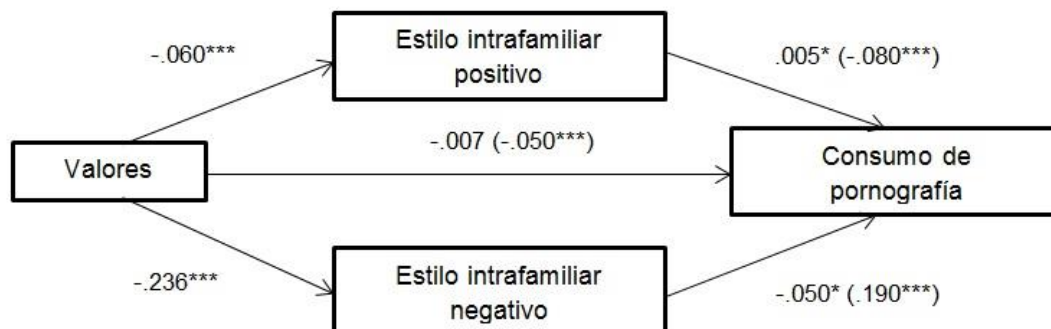 Estilo intrafamiliar
positivo
-.060***
.005* (-.080***)
-.007 (-.050***)
Valores
Consumo de
pornografía
Estilo intrafamiliar
negativo
-.236***
-.050* (.190***)